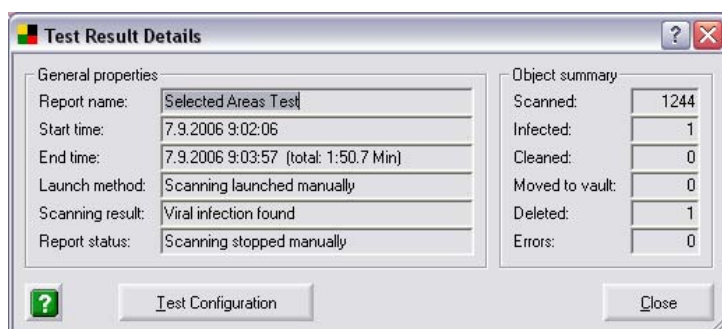 Test Result Details
General properties
Report name: Selected Areas Test
Start time: 7.9.2006 9:02:06
End time: 7.9.2006 9:03:57 (total: 1:50.7 Min)
Launch method: Scanning launched manually
Scanning result: Viral infection found
Report status: Scanning stopped manually
Object summary
Scanned: 1244
Infected: 1
Cleaned: 0
Moved to vault: 0
Deleted: 1
Errors: 0
Test Configuration
Close